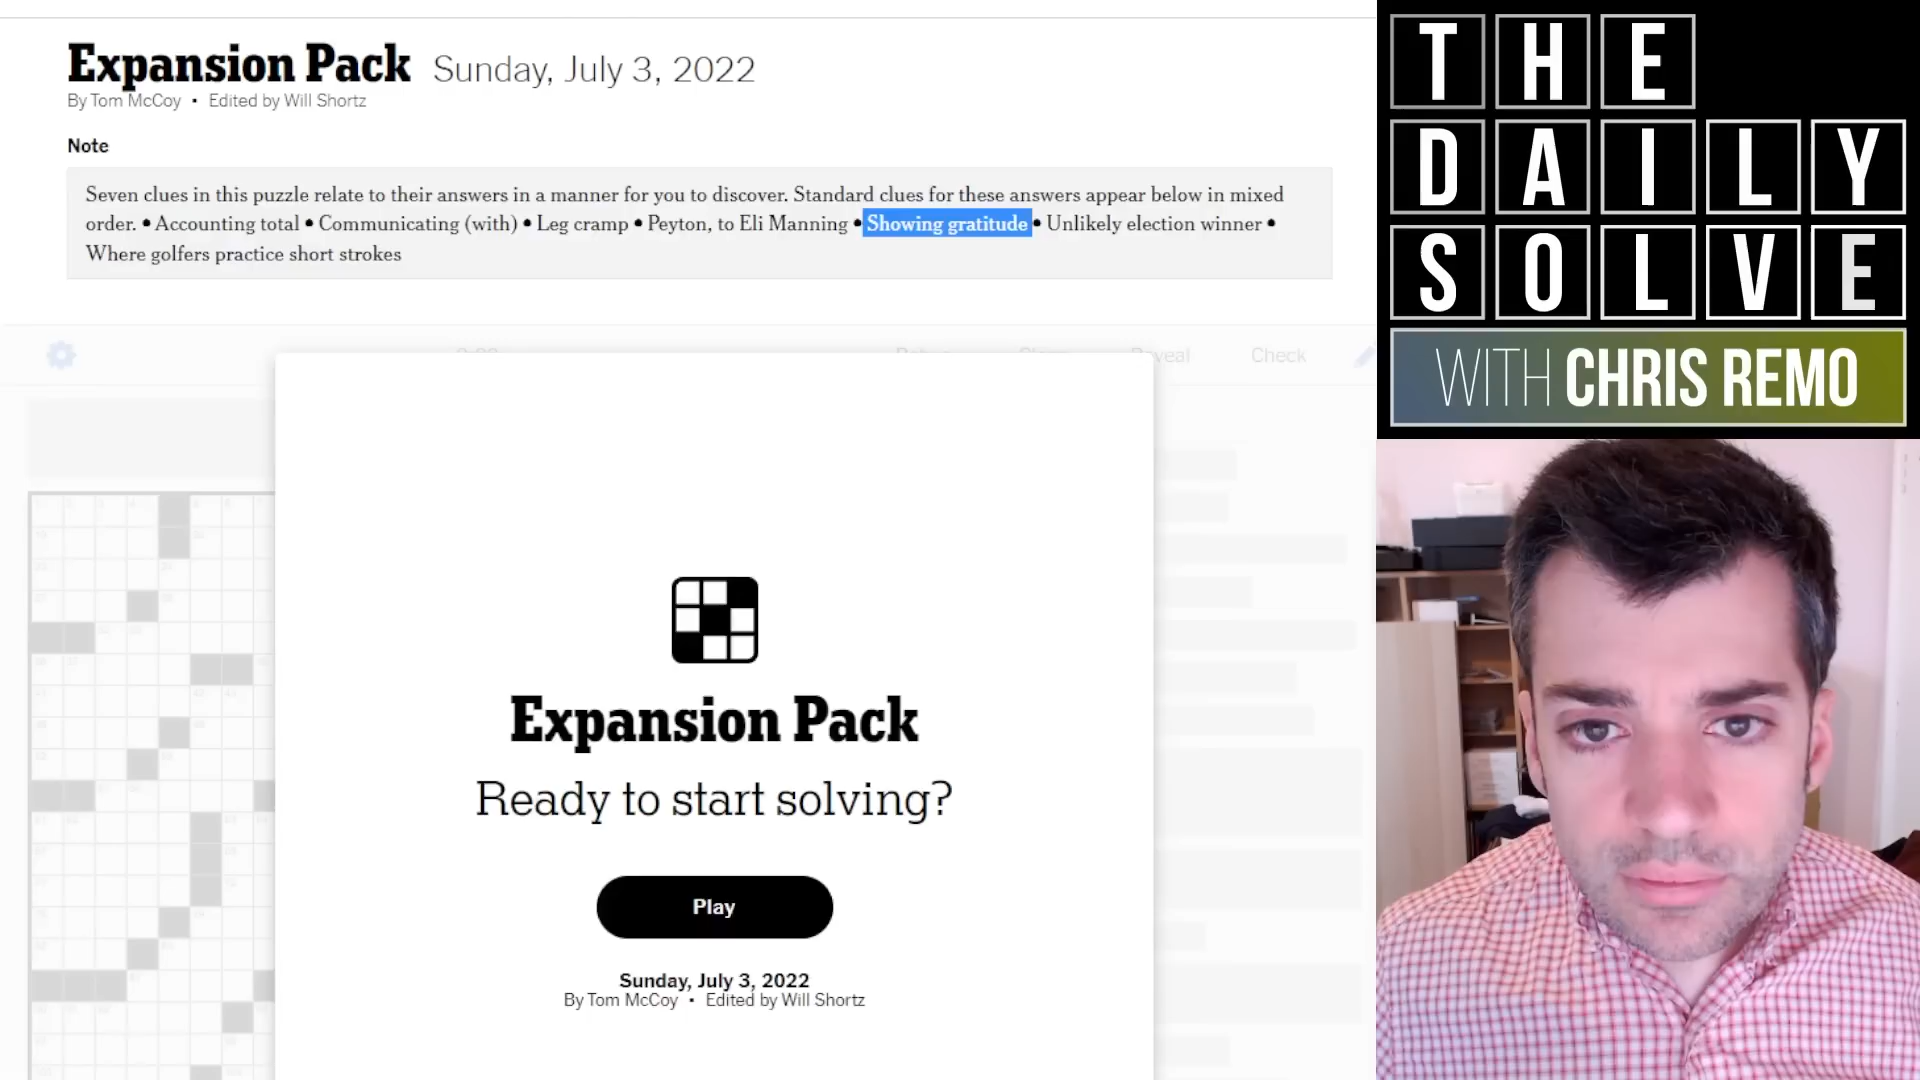 Expansion Pack Sunday, July 3, 2022
By Tom McCoy • Edited by Will Shortz
Note
Seven clues in this puzzle relate to their answers in a manner for you to discover. Standard clues for these answers appear below in mixed
order. • Accounting total • Communicating (with) • Leg cramp • Peyton, to Eli Manning • Showing gratitude • Unlikely election winner •
Where golfers practice short strokes
Check
Expansion Pack
Ready to start solving?
Play
Sunday, July 3, 2022
By Tom McCoy • Edited by Will Shortz
THE
DAILY
SOLVE
WITH CHRIS REMO